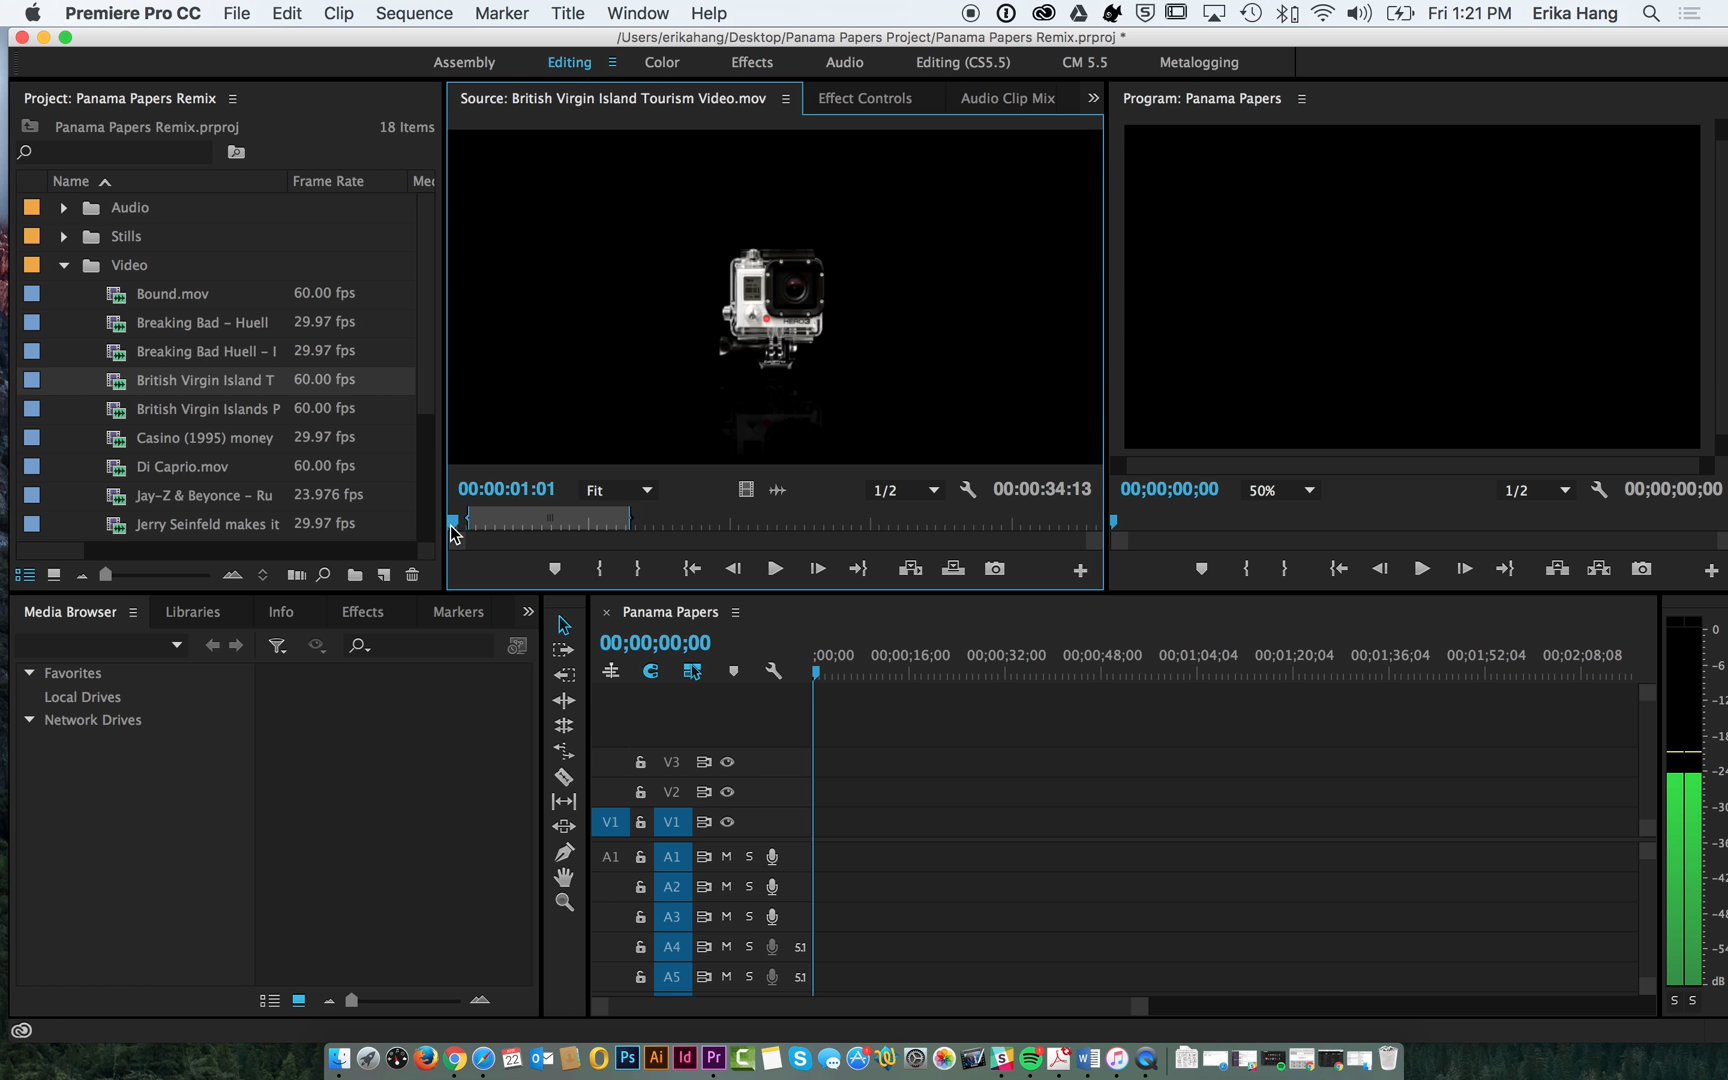 Premiere Pro CC File Edit Clip Sequence Marker Title Window Help Fri 1:21 PM Erika Hang
/Users/erikahang/Desktop/Panama Papers Project/Panama Papers Remix.prproj *
Assembly Editing Color Effects Audio Editing (CS5.5) CM 5.5 Metalogging
Project: Panama Papers Remix
Source: British Virgin Island Tourism Video.mov Effect Controls Audio Clip Mix
Program: Panama Papers
Panama Papers Remix.prproj 18 Items
Name Frame Rate Med
Audio
Stills
Video
Bound.mov 60.00 fps
Breaking Bad - Huell 29.97 fps
Breaking Bad Huell - I 29.97 fps
British Virgin Island T 60.00 fps
British Virgin Islands P 60.00 fps
Casino (1995) money 29.97 fps
Di Caprio.mov 60.00 fps
Jay-Z & Beyonce - Ru 23.976 fps
Jerry Seinfeld makes it 29.97 fps
HERO3
00:00:01:01 Fit 1/2 00:00:34:13
00;00;00;00 50% 1/2 00;00;00;00
Media Browser Libraries Info Effects Markers
Favorites
Local Drives
Network Drives
Panama Papers
00;00;00;00
;00;00 00;00;16;00 00;00;32;00 00;00;48;00 00;01;04;04 00;01;20;04 00;01;36;04 00;01;52;04 00;02;08;08
V3
V2
V1 V1
A1 A1 M S
A2 M S
A3 M S
A4 M S 5.1
A5 M S 5.1
0
-6
-12
-18
-24
-30
-36
-42
-48
-54
dB
S S
Ps Ai Id Pr